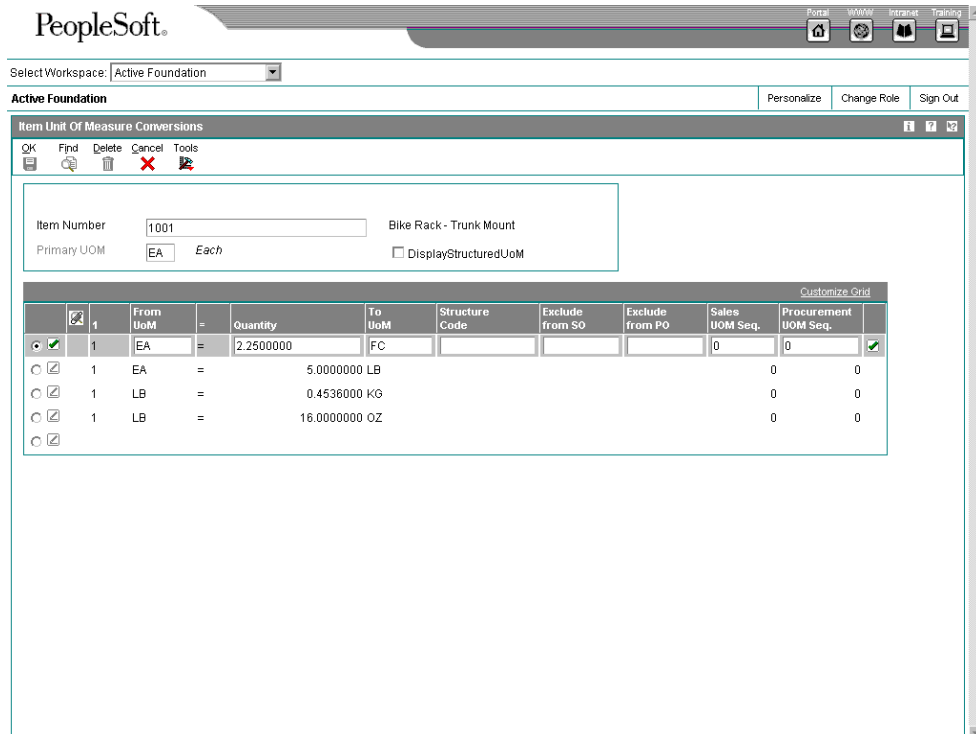 PeopleSoft.
Portal WWW Intranet Training
Select Workspace: Active Foundation
Active Foundation Personalize Change Role Sign Out
Item Unit Of Measure Conversions i ? ?
OK Find Delete Cancel Tools
Item Number 1001 Bike Rack - Trunk Mount
Primary UOM EA Each DisplayStructuredUoM
Customize Grid
1 From UoM = Quantity To UoM Structure Code Exclude from SO Exclude from PO Sales UOM Seq. Procurement UOM Seq.
1 EA = 2.2500000 FC 0 0
1 EA = 5.0000000 LB 0 0
1 LB = 0.4536000 KG 0 0
1 LB = 16.0000000 OZ 0 0